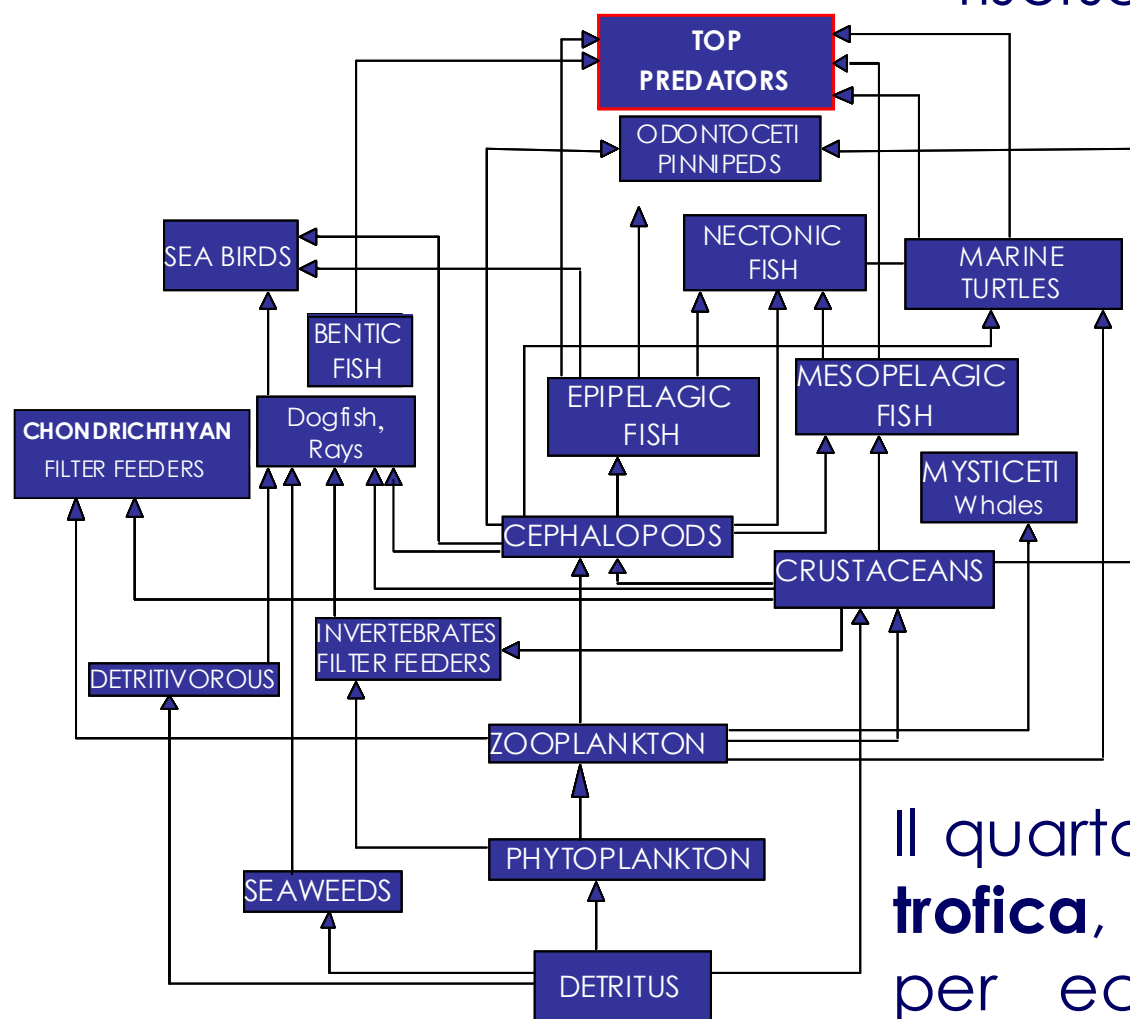 TOP
PREDATORS
ODONTOCETI
PINNIPEDS
SEA BIRDS
NECTONIC
FISH
MARINE
TURTLES
BENTIC
FISH
EPIPELAGIC
FISH
MESOPELAGIC
FISH
CHONDRICHTHYAN
FILTER FEEDERS
Dogfish,
Rays
MYSTICETI
Whales
CEPHALOPODS
CRUSTACEANS
INVERTEBRATES
FILTER FEEDERS
DETRITIVOROUS
ZOOPLANKTON
PHYTOPLANKTON
SEAWEEDS
DETRITUS
Il quarto
trofica,
per